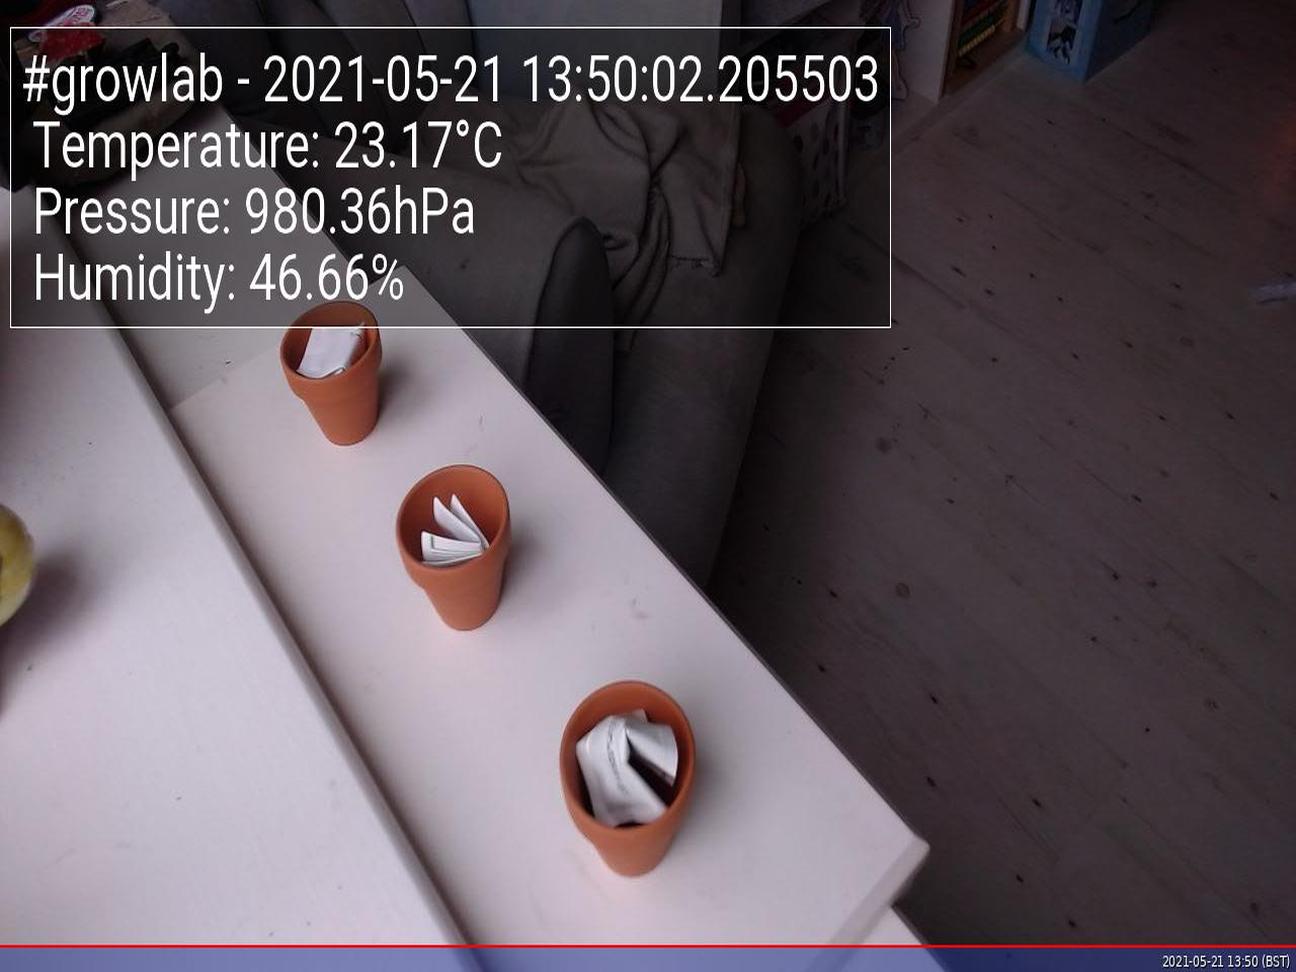 #growlab - 2021-05-21 13:50:02.205503
Temperature: 23.17°C
Pressure: 980.36hPa
Humidity: 46.66%
2021-05-21 13:50 (BST)